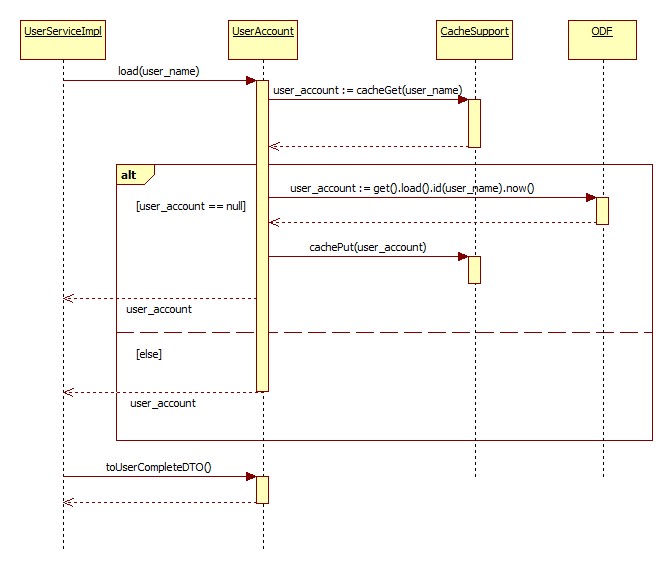 UserServiceImpl
UserAccount
CacheSupport
ODF
load(user_name)
user_account := cacheGet(user_name)
alt
user_account := get().load().id(user_name).now()
[user_account == null]
cachePut(user_account)
user_account
[else]
user_account
toUserCompleteDTO()